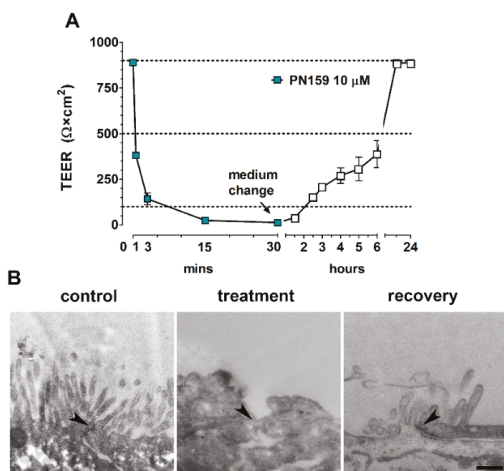 A
1000
750
500
250
0
TEER (Ω×cm²)
PN159 10 µM
medium
change
0 1 3 15 30 2 3 4 5 6 24
mins hours
B
control treatment recovery